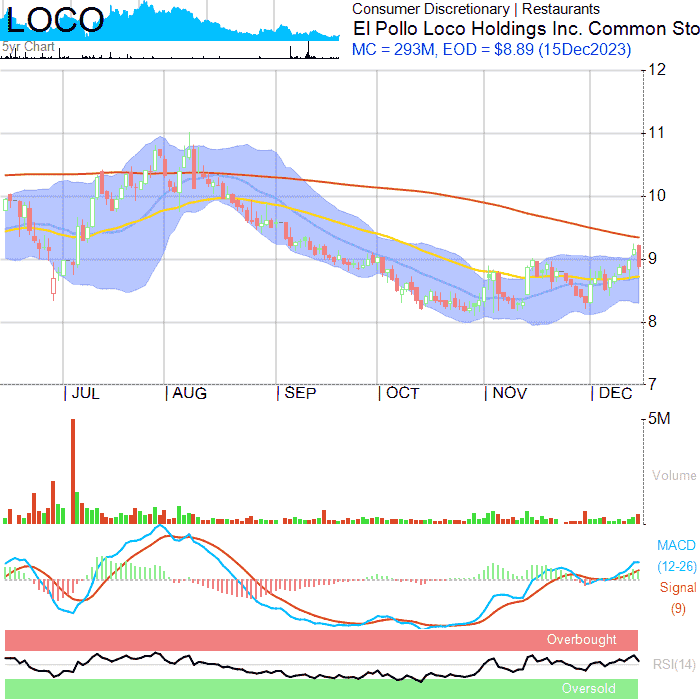 LOCO
5yr Chart
Consumer Discretionary | Restaurants
El Pollo Loco Holdings Inc. Common Sto
MC = 293M, EOD = $8.89 (15Dec2023)
12
11
10
9
8
7
JUL AUG SEP OCT NOV DEC
5M
Volume
MACD
(12-26)
Signal
(9)
Overbought
RSI(14)
Oversold